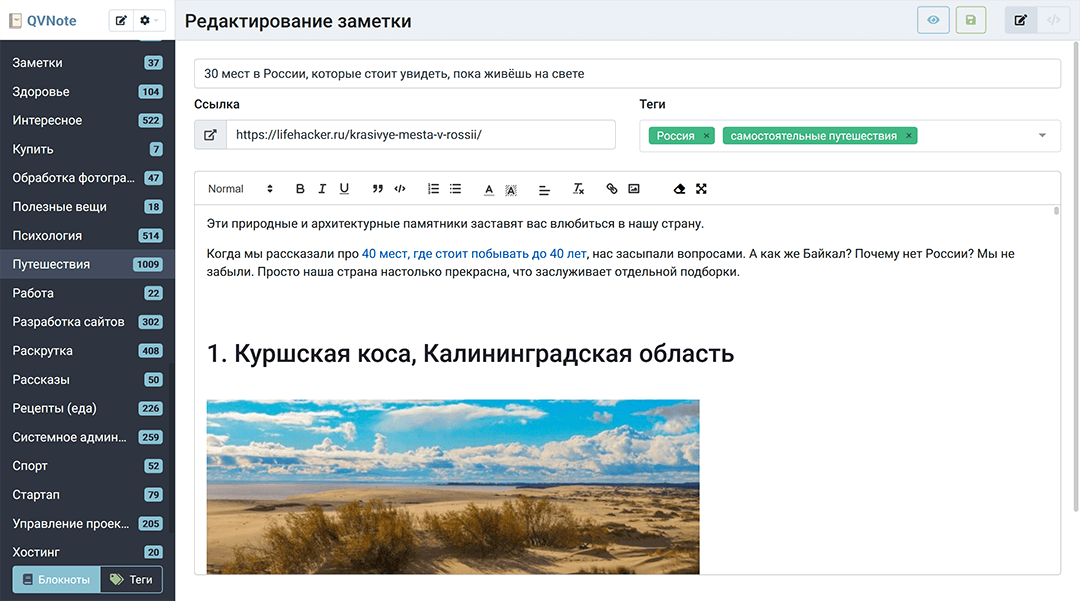 QVNote
Редактирование заметки
Заметки 37
Здоровье 104
Интересное 522
Купить 7
Обработка фотогра... 47
Полезные вещи 18
Психология 514
Путешествия 1009
Работа 22
Разработка сайтов 302
Раскрутка 408
Рассказы 50
Рецепты (еда) 226
Системное админ... 259
Спорт 52
Стартап 79
Управление проек... 205
Хостинг 20
Блокноты Теги
30 мест в России, которые стоит увидеть, пока живёшь на свете
Ссылка
https://lifehacker.ru/krasivye-mesta-v-rossii/
Теги
Россия × самостоятельные путешествия ×
Normal B I U
Эти природные и архитектурные памятники заставят вас влюбиться в нашу страну.
Когда мы рассказали про 40 мест, где стоит побывать до 40 лет, нас засыпали вопросами. А как же Байкал? Почему нет России? Мы не
забыли. Просто наша страна настолько прекрасна, что заслуживает отдельной подборки.
1. Куршская коса, Калининградская область